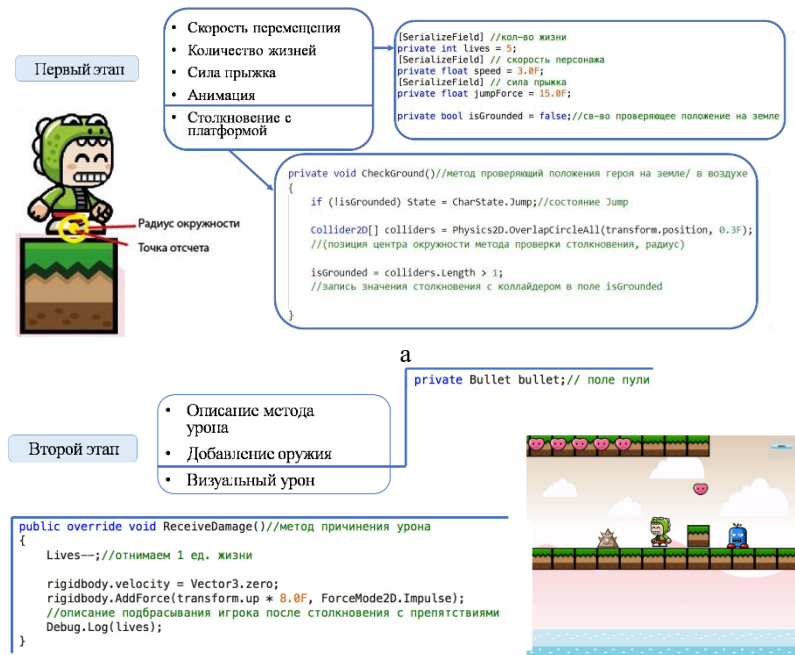 Первый этап
• Скорость перемещения
• Количество жизней
• Сила прыжка
• Анимация
• Столкновение с
платформой
[SerializeField] //кол-во жизни
private int lives = 5;
[SerializeField] // скорость персонажа
private float speed = 3.0F;
[SerializeField] // сила прыжка
private float jumpForce = 15.0F;
private bool isGrounded = false;//св-во проверяющее положение на земле
Радиус окружности
Точка отсчета
private void CheckGround()//метод проверяющий положения героя на земле/ в воздухе
{
if (!isGrounded) State = CharState.Jump;//состояние Jump
Collider2D[] colliders = Physics2D.OverlapCircleAll(transform.position, 0.3F);
//(позиция центра окружности метода проверки столкновения, радиус)
isGrounded = colliders.Length > 1;
//запись значения столкновения с коллайдером в поле isGrounded
}
а
Второй этап
• Описание метода
урона
• Добавление оружия
• Визуальный урон
private Bullet bullet;// поле пули
public override void ReceiveDamage()//метод причинения урона
{
Lives--;//отнимаем 1 ед. жизни
rigidbody.velocity = Vector3.zero;
rigidbody.AddForce(transform.up * 8.0F, ForceMode2D.Impulse);
//описание подбрасывания игрока после столкновения с препятствиями
Debug.Log(lives);
}